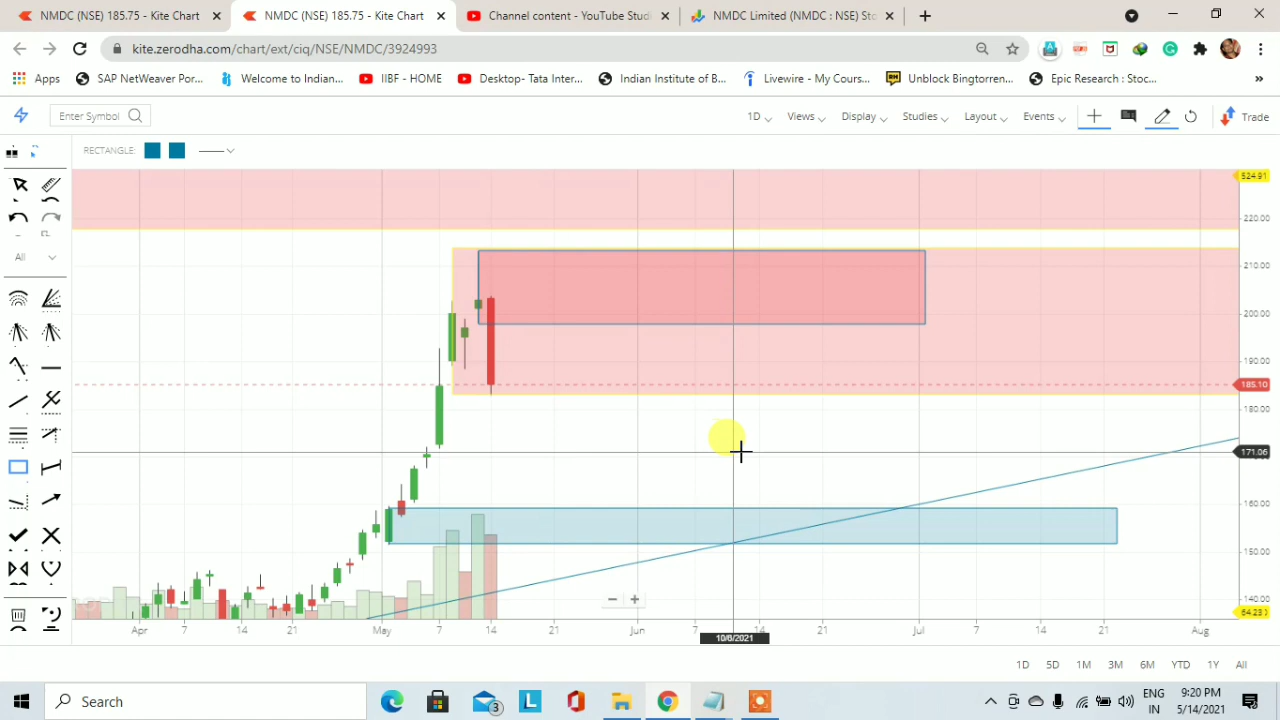 NMDC (NSE) 185.75 - Kite Chart
NMDC (NSE) 185.75 - Kite Chart
Channel content - YouTube Studi
NMDC Limited (NMDC : NSE) Sto
kite.zerodha.com/chart/ext/ciq/NSE/NMDC/3924993
Apps
SAP NetWeaver Por...
Welcome to Indian...
IIBF - HOME
Desktop- Tata Inter...
Indian Institute of B...
Livewire - My Cours...
Unblock Bingtorren...
Epic Research : Stoc...
»
Enter Symbol
1D
Views
Display
Studies
Layout
Events
Trade
RECTANGLE:
All
524.91
220.00
210.00
200.00
190.00
185.10
180.00
171.06
160.00
150.00
140.00
Apr
7
14
21
May
7
14
21
Jun
7
14
21
Jul
7
14
21
Aug
10/6/2021
1D
5D
1M
3M
6M
YTD
1Y
All
Search
3
ENG
IN
9:20 PM
5/14/2021